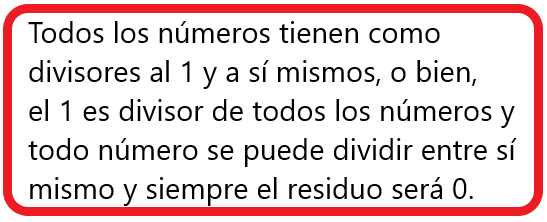 Todos los números tienen como
divisores al 1 y a sí mismos, o bien,
el 1 es divisor de todos los números y
todo número se puede dividir entre sí
mismo y siempre el residuo será 0.